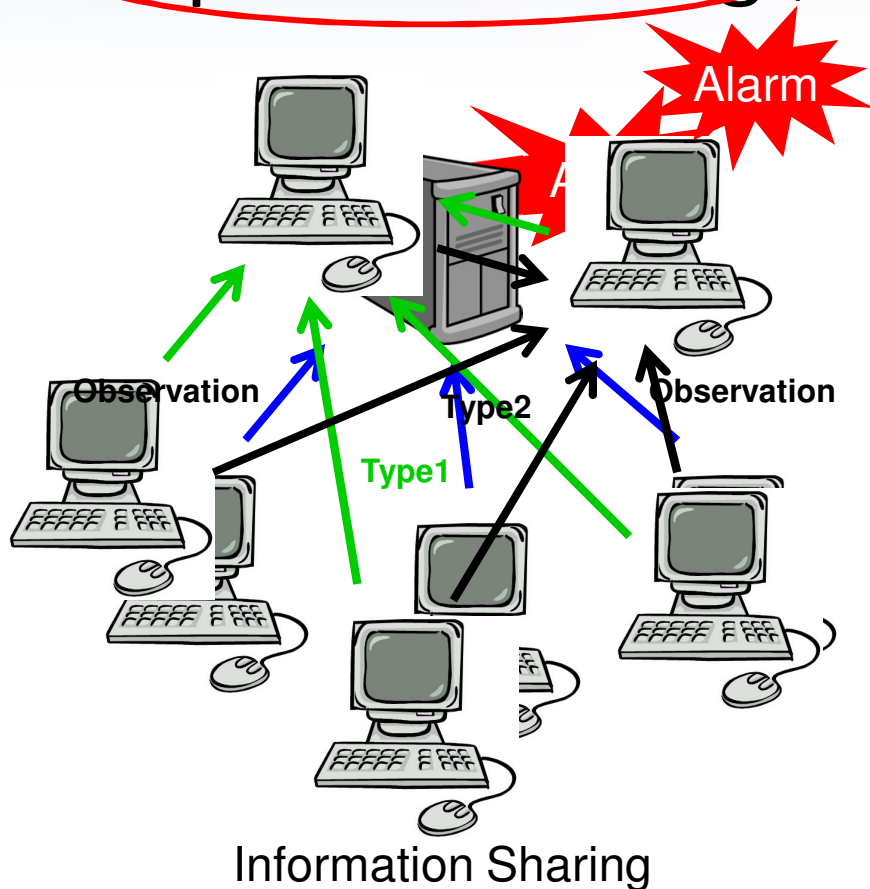 Alarm
Observation
Observation
Type2
Type1
Information Sharing